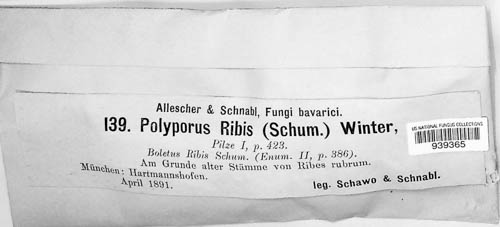 Allescher & Schnabl, Fungi bavarici.
139. Polyporus Ribis (Schum.) Winter,
Pilze I, p. 423.
Boletus Ribis Schum. (Enum. II, p. 386).
Am Grunde alter Stämme von Ribes rubrum.
München: Hartmannshofen.
April 1891.
leg. Schawo & Schnabl.
US NATIONAL FUNGUS COLLECTIONS
939365